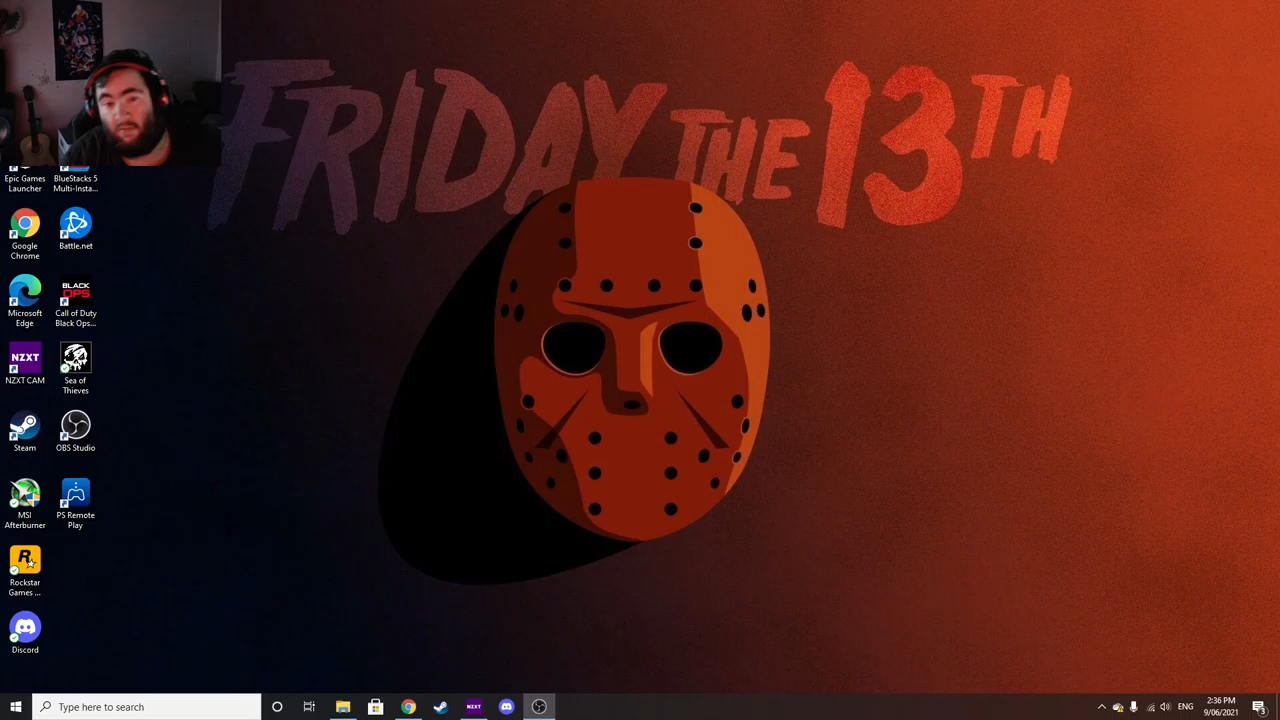 FRIDAY THE 13TH
Epic Games
Launcher
BlueStacks 5
Multi-Insta...
Google
Chrome
Battle.net
Microsoft
Edge
BLACK
OPS
Call of Duty
Black Ops...
NZXT
NZXT CAM
Sea of
Thieves
Steam
OBS Studio
MSI
Afterburner
PS Remote
Play
R
Rockstar
Games ...
Discord
Type here to search
NZXT
ENG
2:36 PM
9/06/2021
3